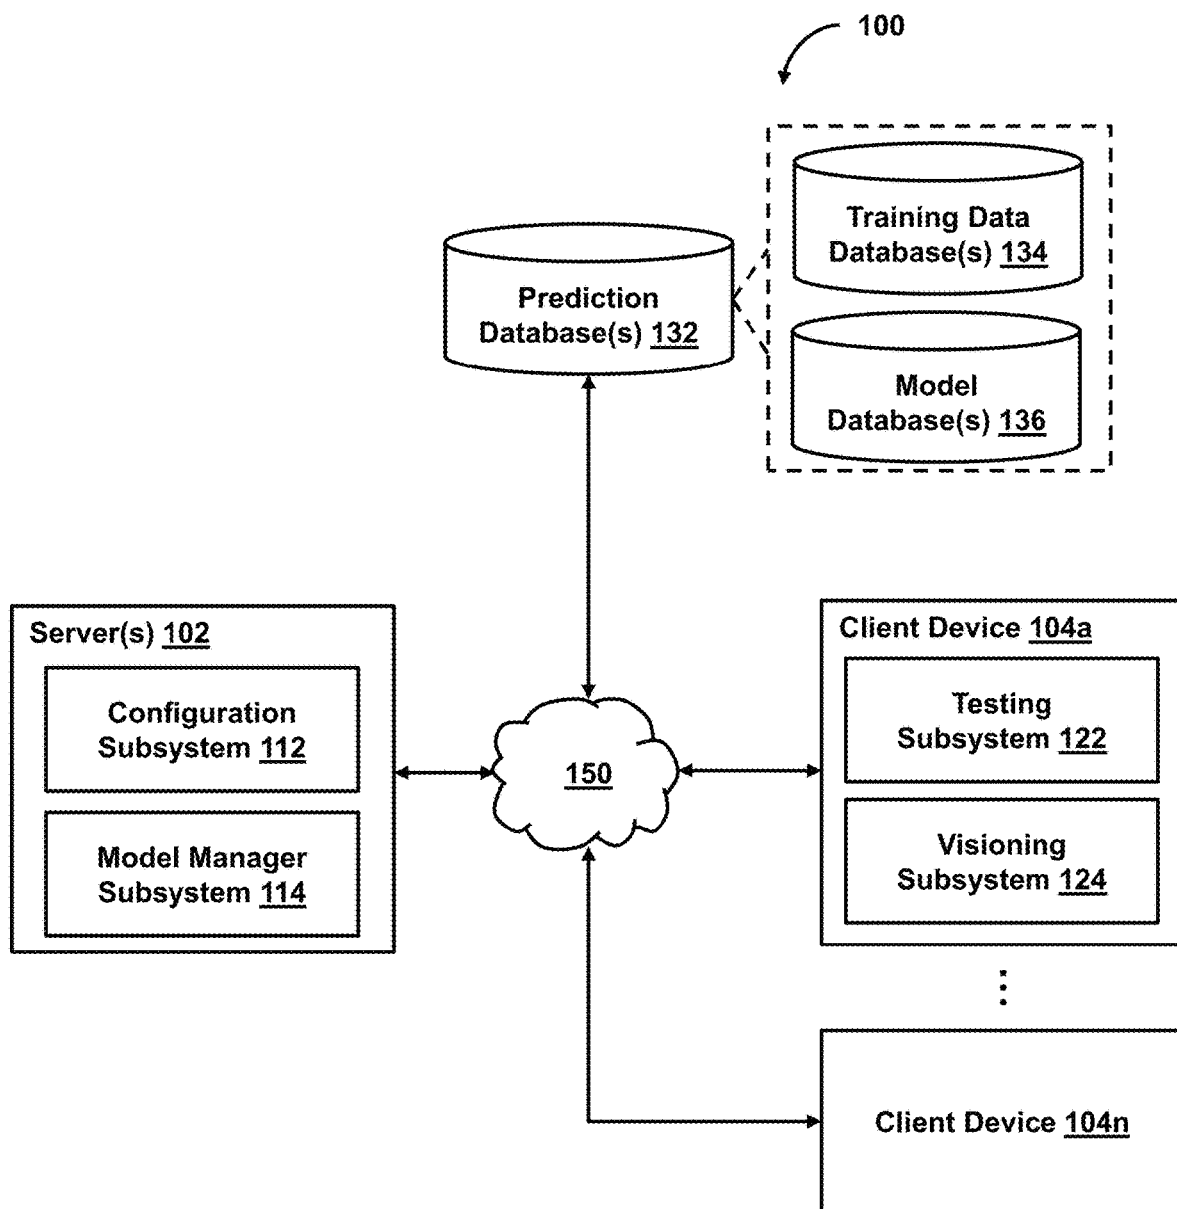 100
Training Data
Database(s) 134
Prediction
Database(s) 132
Model
Database(s) 136
Server(s) 102
Configuration
Subsystem 112
Model Manager
Subsystem 114
150
Client Device 104a
Testing
Subsystem 122
Visioning
Subsystem 124
Client Device 104n